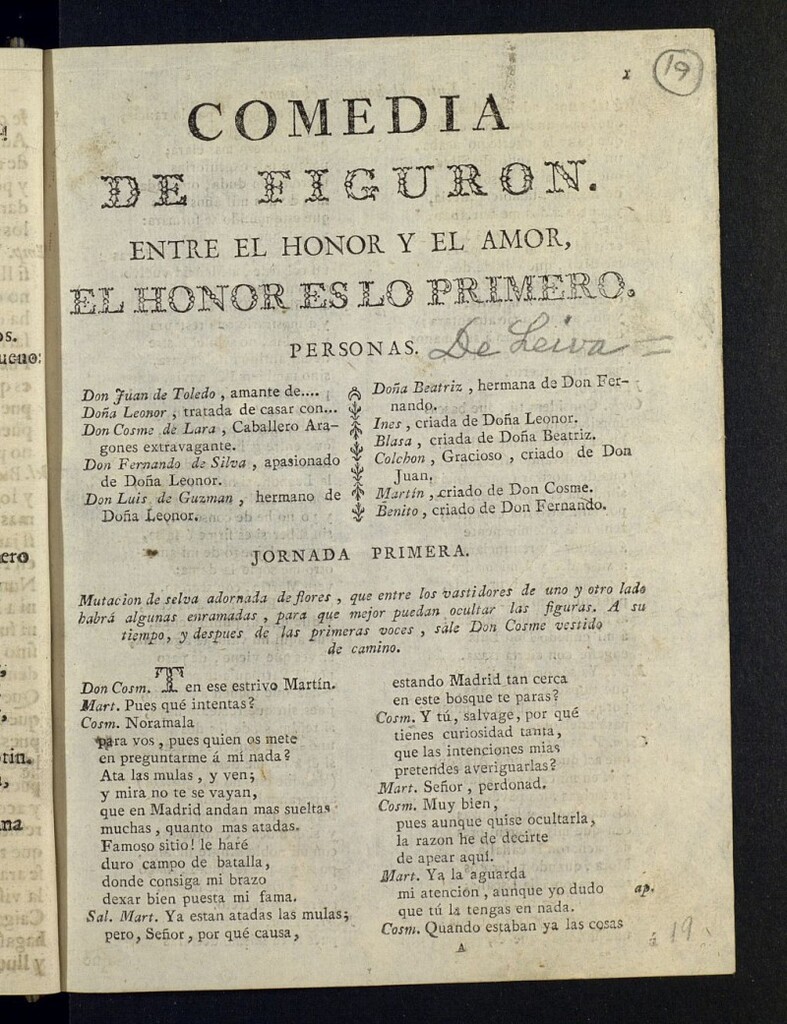 1
19
COMEDIA
DE FIGURON.
ENTRE EL HONOR Y EL AMOR,
EL HONOR ES LO PRIMERO.
PERSONAS. De Leiva
Don Juan de Toledo, amante de....
Doña Leonor, tratada de casar con...
Don Cosme de Lara, Caballero Ara-
gones extravagante.
Don Fernando de Silva, apasionado
de Doña Leonor.
Don Luis de Guzman, hermano de
Doña Leonor.
Doña Beatriz, hermana de Don Fer-
nando.
Ines, criada de Doña Leonor.
Blasa, criada de Doña Beatriz.
Colchon, Gracioso, criado de Don
Juan.
Martin, criado de Don Cosme.
Benito, criado de Don Fernando.
JORNADA PRIMERA.
Mutacion de selva adornada de flores, que entre los vastidores de uno y otro lado
habrá algunas enramadas, para que mejor puedan ocultar las figuras. A su
tiempo, y despues de las primeras voces, sale Don Cosme vestido
de camino.
Don Cosm. Ten ese estrivo Martín.
Mart. Pues qué intentas?
Cosm. Noramala
para vos, pues quien os mete
en preguntarme á mí nada?
Ata las mulas, y ven;
y mira no te se vayan,
que en Madrid andan mas sueltas
muchas, quanto mas atadas.
Famoso sitio! le haré
duro campo de batalla,
donde consiga mi brazo
dexar bien puesta mi fama.
Sal. Mart. Ya estan atadas las mulas;
pero, Señor, por qué causa,
estando Madrid tan cerca
en este bosque te paras?
Cosm. Y tú, salvage, por qué
tienes curiosidad tanta,
que las intenciones mias
pretendes averiguarlas?
Mart. Señor, perdonad.
Cosm. Muy bien,
pues aunque quise ocultarla,
la razon he de decirte
de apear aquí.
Mart. Ya la aguarda
mi atencion, aunque yo dudo ap.
que tú la tengas en nada.
Cosm. Quando estaban ya las cosas
A
19
os.
ueno:
ero
tin.
na